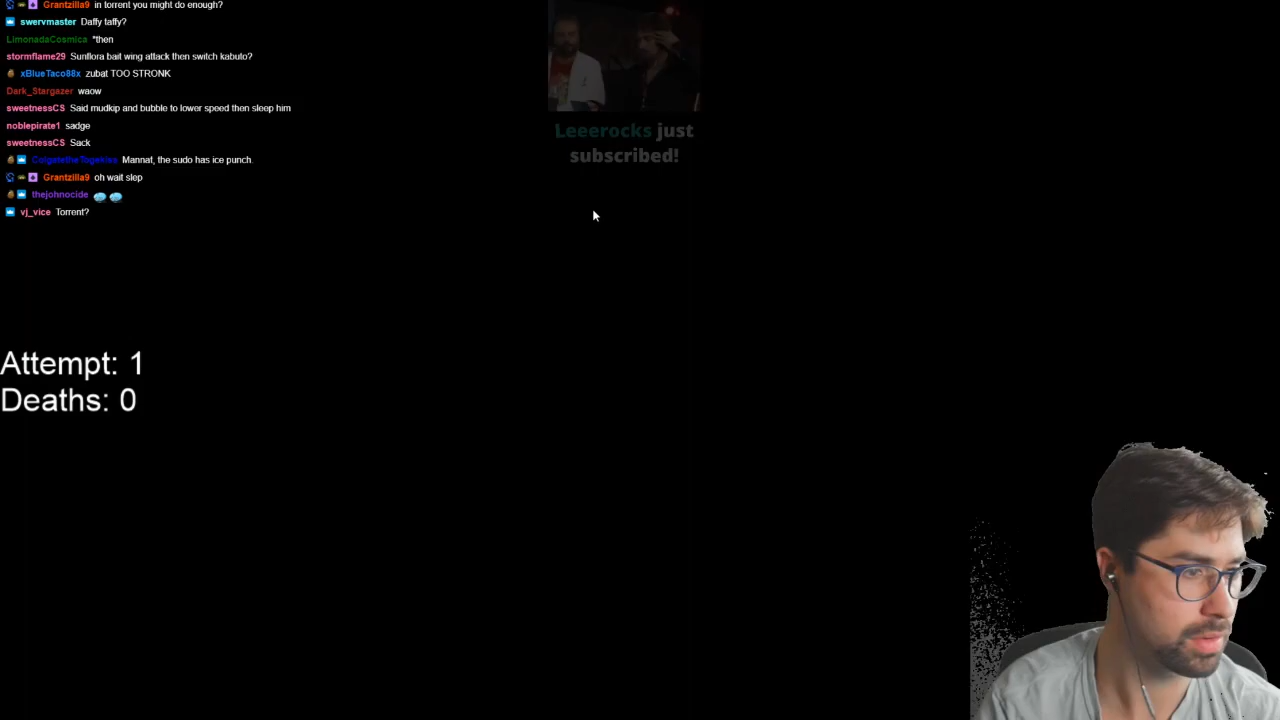 Grantzilla9 in torrent you might do enough?
swervmaster Daffy taffy?
LimonadaCosmica *then
stormflame29 Sunflora bait wing attack then switch kabuto?
xBlueTaco88x zubat TOO STRONK
Dark_Stargazer waow
sweetnessCS Said mudkip and bubble to lower speed then sleep him
noblepirate1 sadge
sweetnessCS Sack
ColgatetheTogekiss Mannat, the sudo has ice punch.
Grantzilla9 oh wait slep
thejohnocide
vj_vice Torrent?
Leeerocks just
subscribed!
Attempt: 1
Deaths: 0